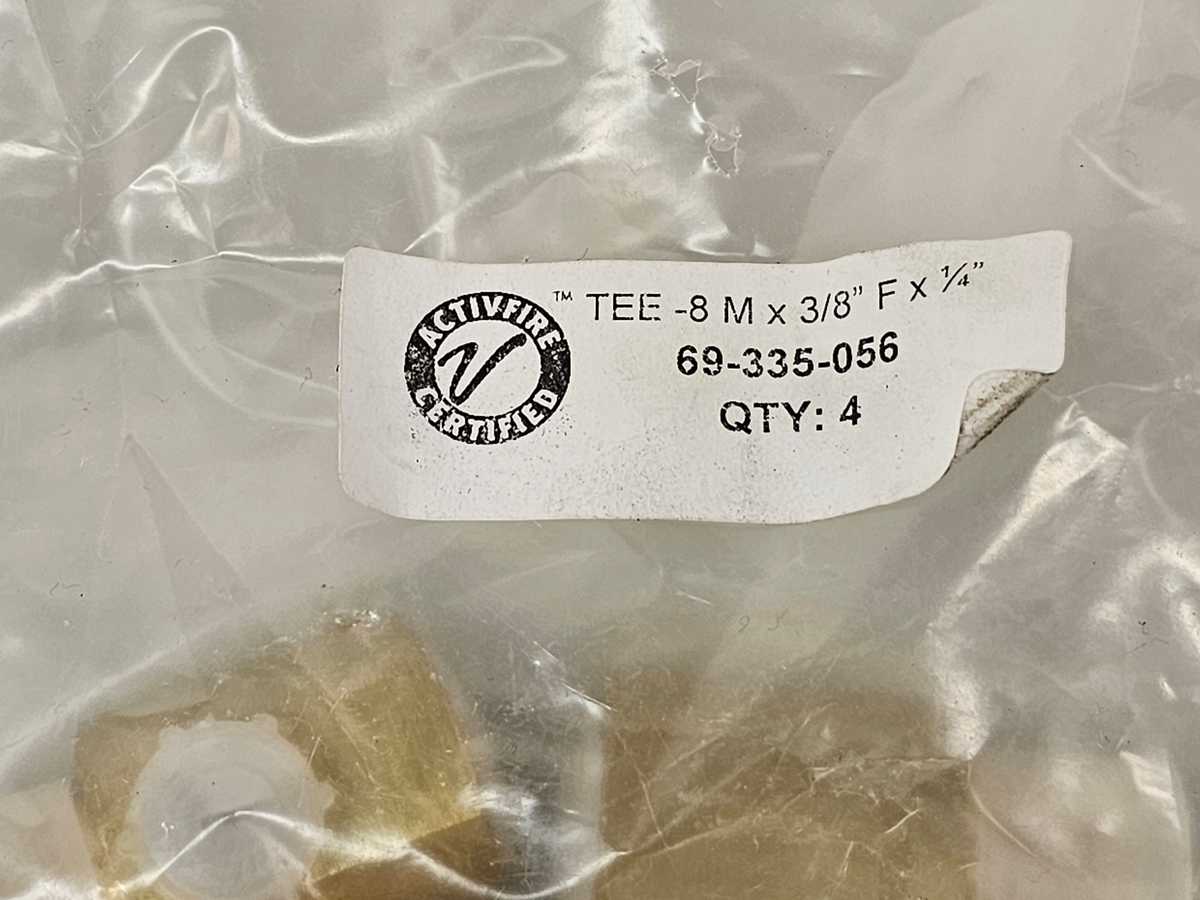 ACTIVFIRE
CERTIFIED
™ TEE -8 M x 3/8” F x ¼”
69-335-056
QTY: 4